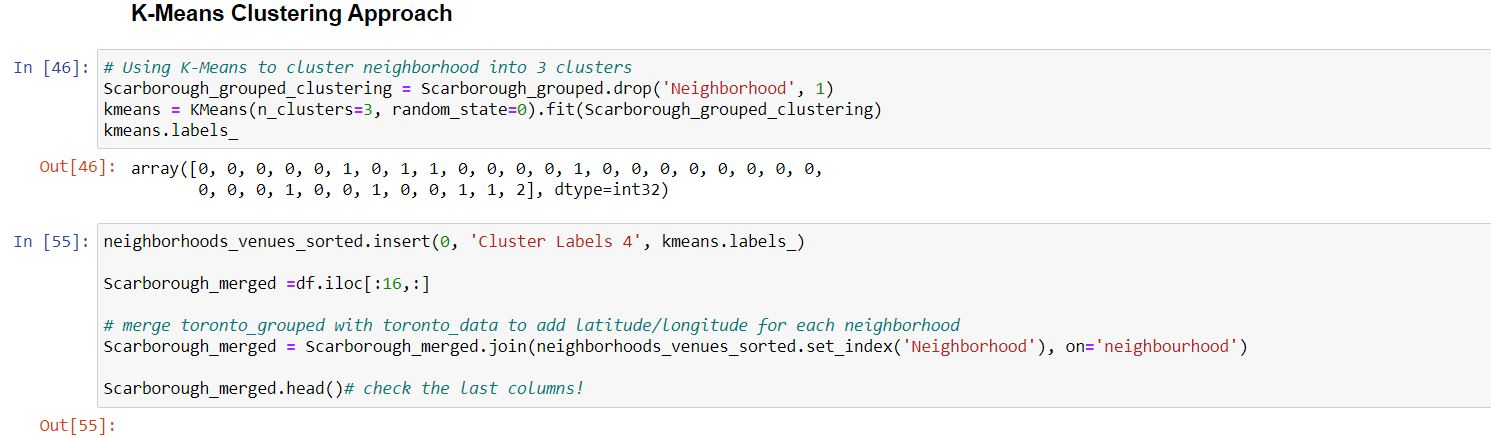 K-Means Clustering Approach
In [46]: # Using K-Means to cluster neighborhood into 3 clusters
Scarborough_grouped_clustering = Scarborough_grouped.drop('Neighborhood', 1)
kmeans = KMeans(n_clusters=3, random_state=0).fit(Scarborough_grouped_clustering)
kmeans.labels_
Out[46]: array([0, 0, 0, 0, 0, 1, 0, 1, 1, 0, 0, 0, 0, 1, 0, 0, 0, 0, 0, 0, 0, 0,
0, 0, 0, 1, 0, 0, 1, 0, 0, 1, 1, 2], dtype=int32)
In [55]: neighborhoods_venues_sorted.insert(0, 'Cluster Labels 4', kmeans.labels_)
Scarborough_merged =df.iloc[:16,:]
# merge toronto_grouped with toronto_data to add latitude/longitude for each neighborhood
Scarborough_merged = Scarborough_merged.join(neighborhoods_venues_sorted.set_index('Neighborhood'), on='neighbourhood')
Scarborough_merged.head()# check the last columns!
Out[55]: